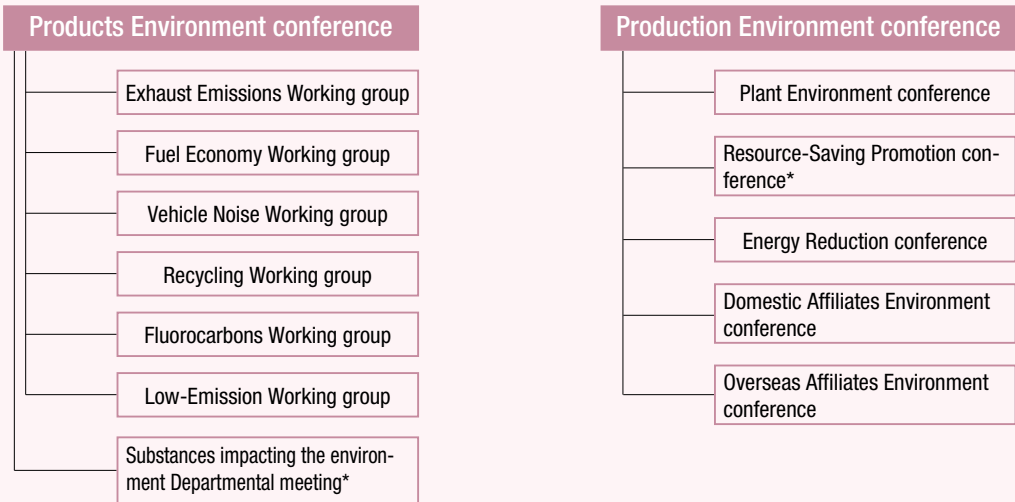 Products Environment conference
Exhaust Emissions Working group
Fuel Economy Working group
Vehicle Noise Working group
Recycling Working group
Fluorocarbons Working group
Low-Emission Working group
Substances impacting the environ-
ment Departmental meeting*
Production Environment conference
Plant Environment conference
Resource-Saving Promotion con-
ference*
Energy Reduction conference
Domestic Affiliates Environment
conference
Overseas Affiliates Environment
conference